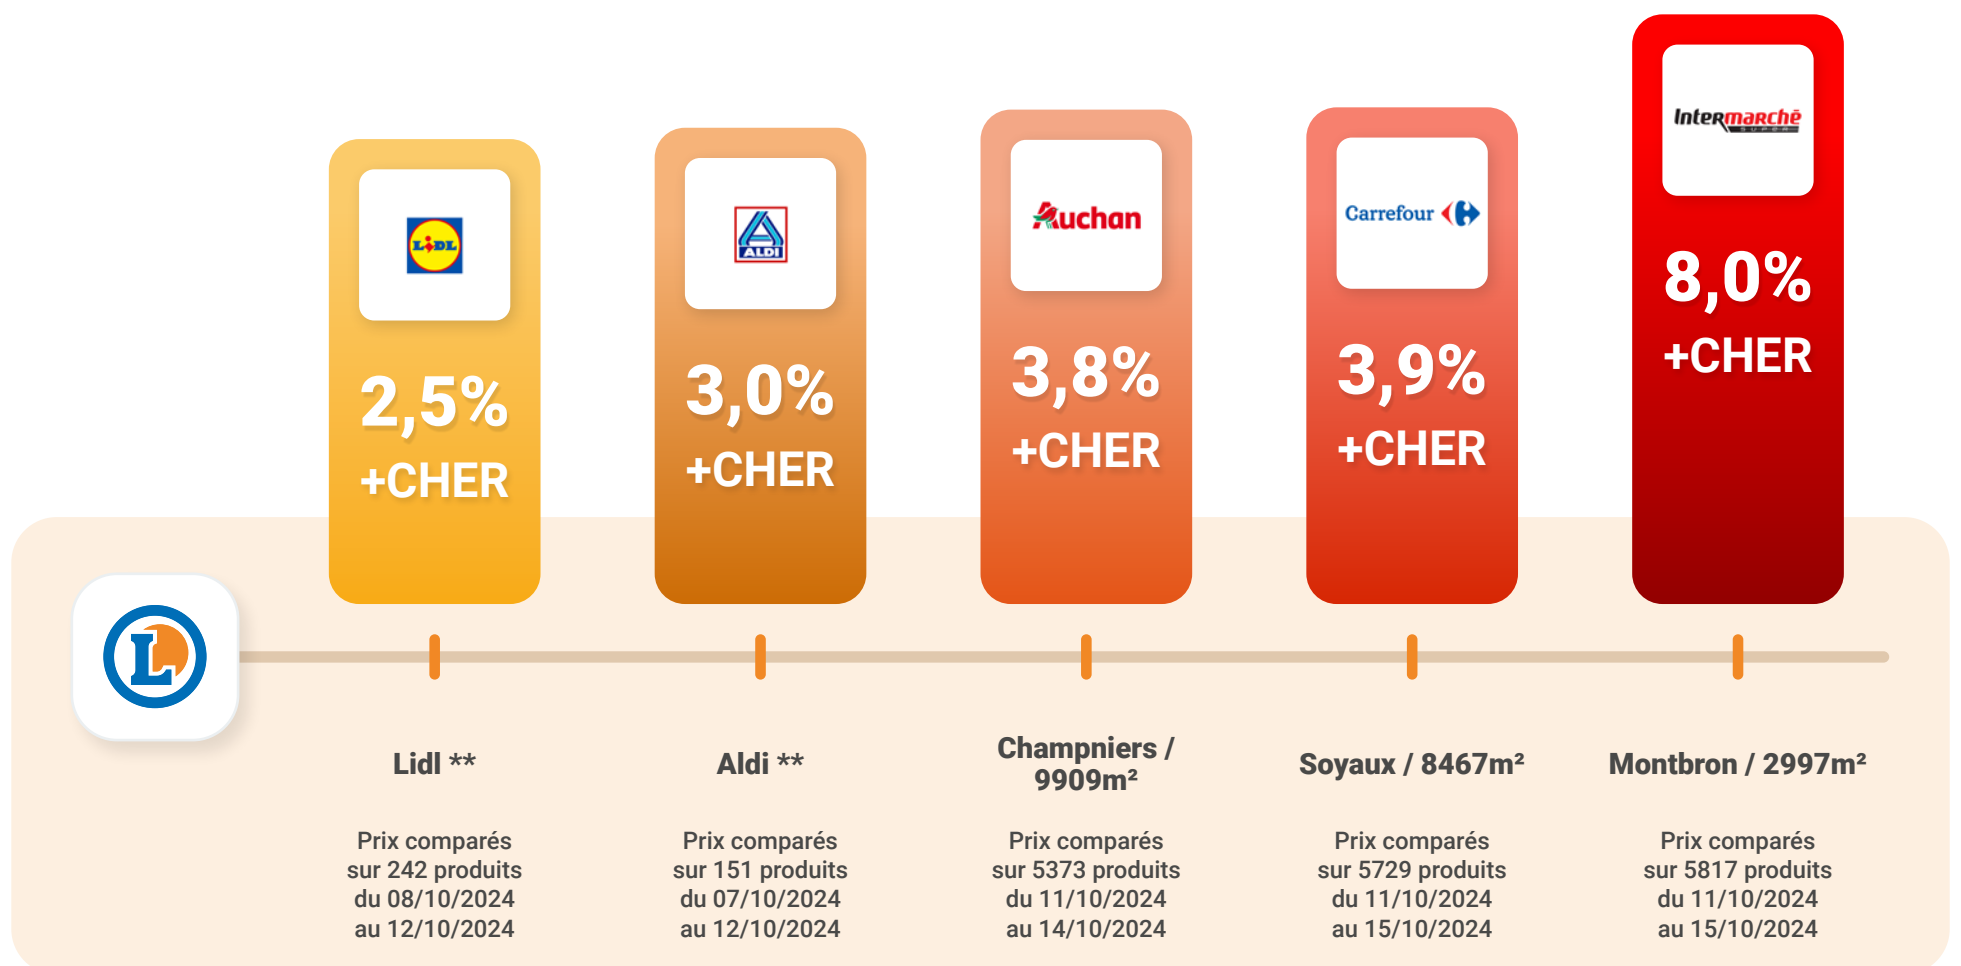 LIDL
2,5%
+CHER
ALDI
3,0%
+CHER
Auchan
3,8%
+CHER
Carrefour
3,9%
+CHER
Intermarchē
SUPER
8,0%
+CHER
L
Lidl **
Prix comparés
sur 242 produits
du 08/10/2024
au 12/10/2024
Aldi **
Prix comparés
sur 151 produits
du 07/10/2024
au 12/10/2024
Champniers /
9909m²
Prix comparés
sur 5373 produits
du 11/10/2024
au 14/10/2024
Soyaux / 8467m²
Prix comparés
sur 5729 produits
du 11/10/2024
au 15/10/2024
Montbron / 2997m²
Prix comparés
sur 5817 produits
du 11/10/2024
au 15/10/2024